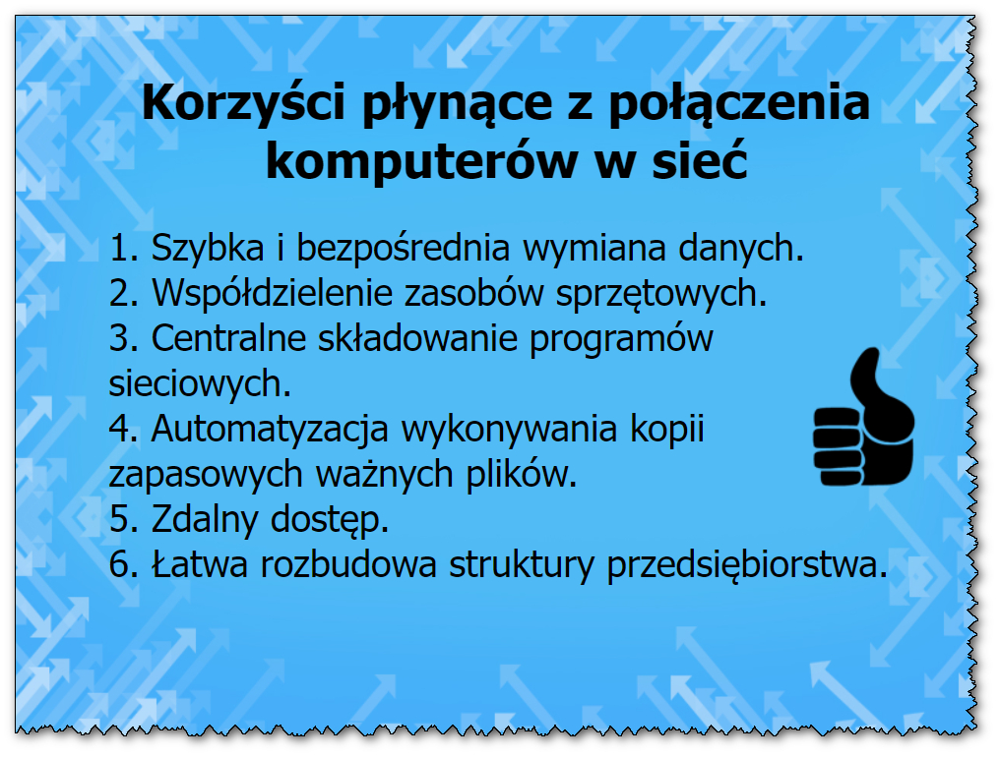 Korzyści płynące z połączenia
komputerów w sieć
1. Szybka i bezpośrednia wymiana danych.
2. Współdzielenie zasobów sprzętowych.
3. Centralne składowanie programów
sieciowych.
4. Automatyzacja wykonywania kopii
zapasowych ważnych plików.
5. Zdalny dostęp.
6. Łatwa rozbudowa struktury przedsiębiorstwa.